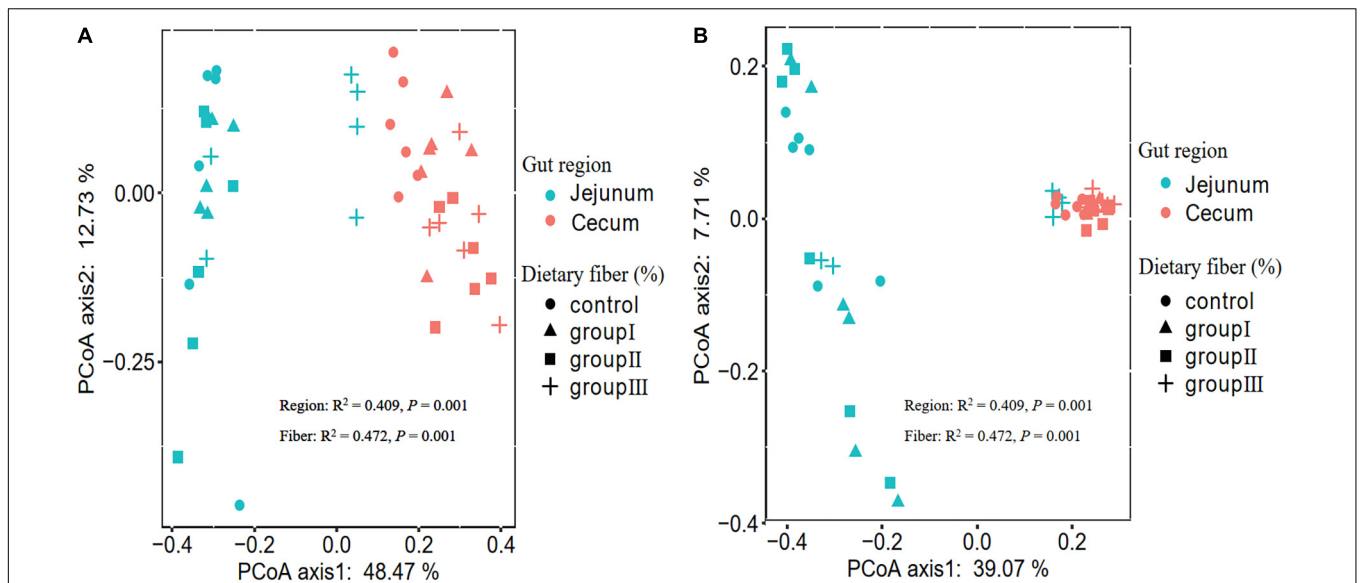 A
0.00
−0.25
PCoA axis2: 12.73 %
−0.4
−0.2
0.0
0.2
0.4
PCoA axis1: 48.47 %
Region: R² = 0.409, P = 0.001
Fiber: R² = 0.472, P = 0.001
Gut region
Jejunum
Cecum
Dietary fiber (%)
control
groupI
groupII
groupIII
B
0.2
0.0
−0.2
−0.4
PCoA axis2: 7.71 %
−0.4
−0.2
0.0
0.2
PCoA axis1: 39.07 %
Region: R² = 0.409, P = 0.001
Fiber: R² = 0.472, P = 0.001
Gut region
Jejunum
Cecum
Dietary fiber (%)
control
groupI
groupII
groupIII